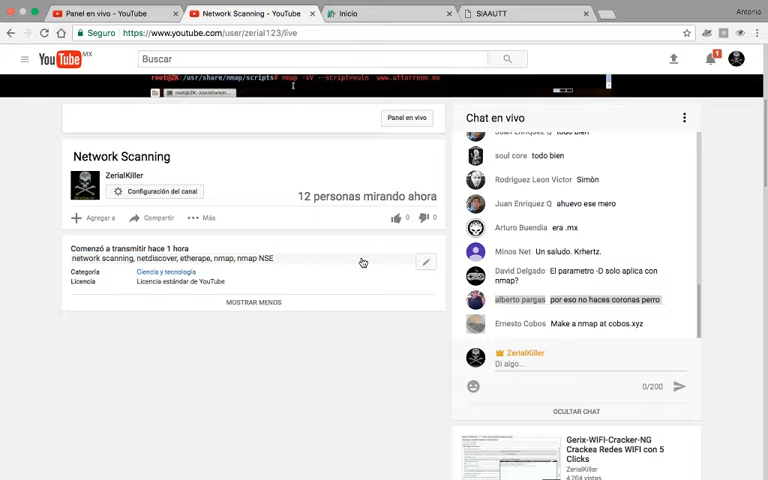 Panel en vivo - YouTube
Network Scanning - YouTube
Inicio
SIAAUTT
Antonio
Seguro
https://www.youtube.com/user/zerial123/live
YouTube MX
Buscar
1
root@ZK:/usr/share/nmap/scripts# nmap -sV --script=vuln www.uttorreon.mx
root@ZK: /usr/share/n...
Panel en vivo
Network Scanning
ZerialKiller
Configuración del canal
12 personas mirando ahora
Agregar a
Compartir
Más
0
0
Comenzó a transmitir hace 1 hora
network scanning, netdiscover, etherape, nmap, nmap NSE
Categoría
Ciencia y tecnología
Licencia
Licencia estándar de YouTube
MOSTRAR MENOS
Chat en vivo
Juan Enriquez Q todo bien
soul core todo bien
Rodriguez Leon Victor Simòn
Juan Enriquez Q ahuevo ese mero
Arturo Buendia era .mx
Minos Net Un saludo. Krhertz.
David Delgado El parametro -D solo aplica con
nmap?
alberto pargas por eso no haces coronas perro
Ernesto Cobos Make a nmap at cobos.xyz
ZerialKiller
Di algo...
0/200
OCULTAR CHAT
Gerix-WIFI-Cracker-NG
Crackea Redes WIFI con 5
Clicks
ZerialKiller
4,204 vistas